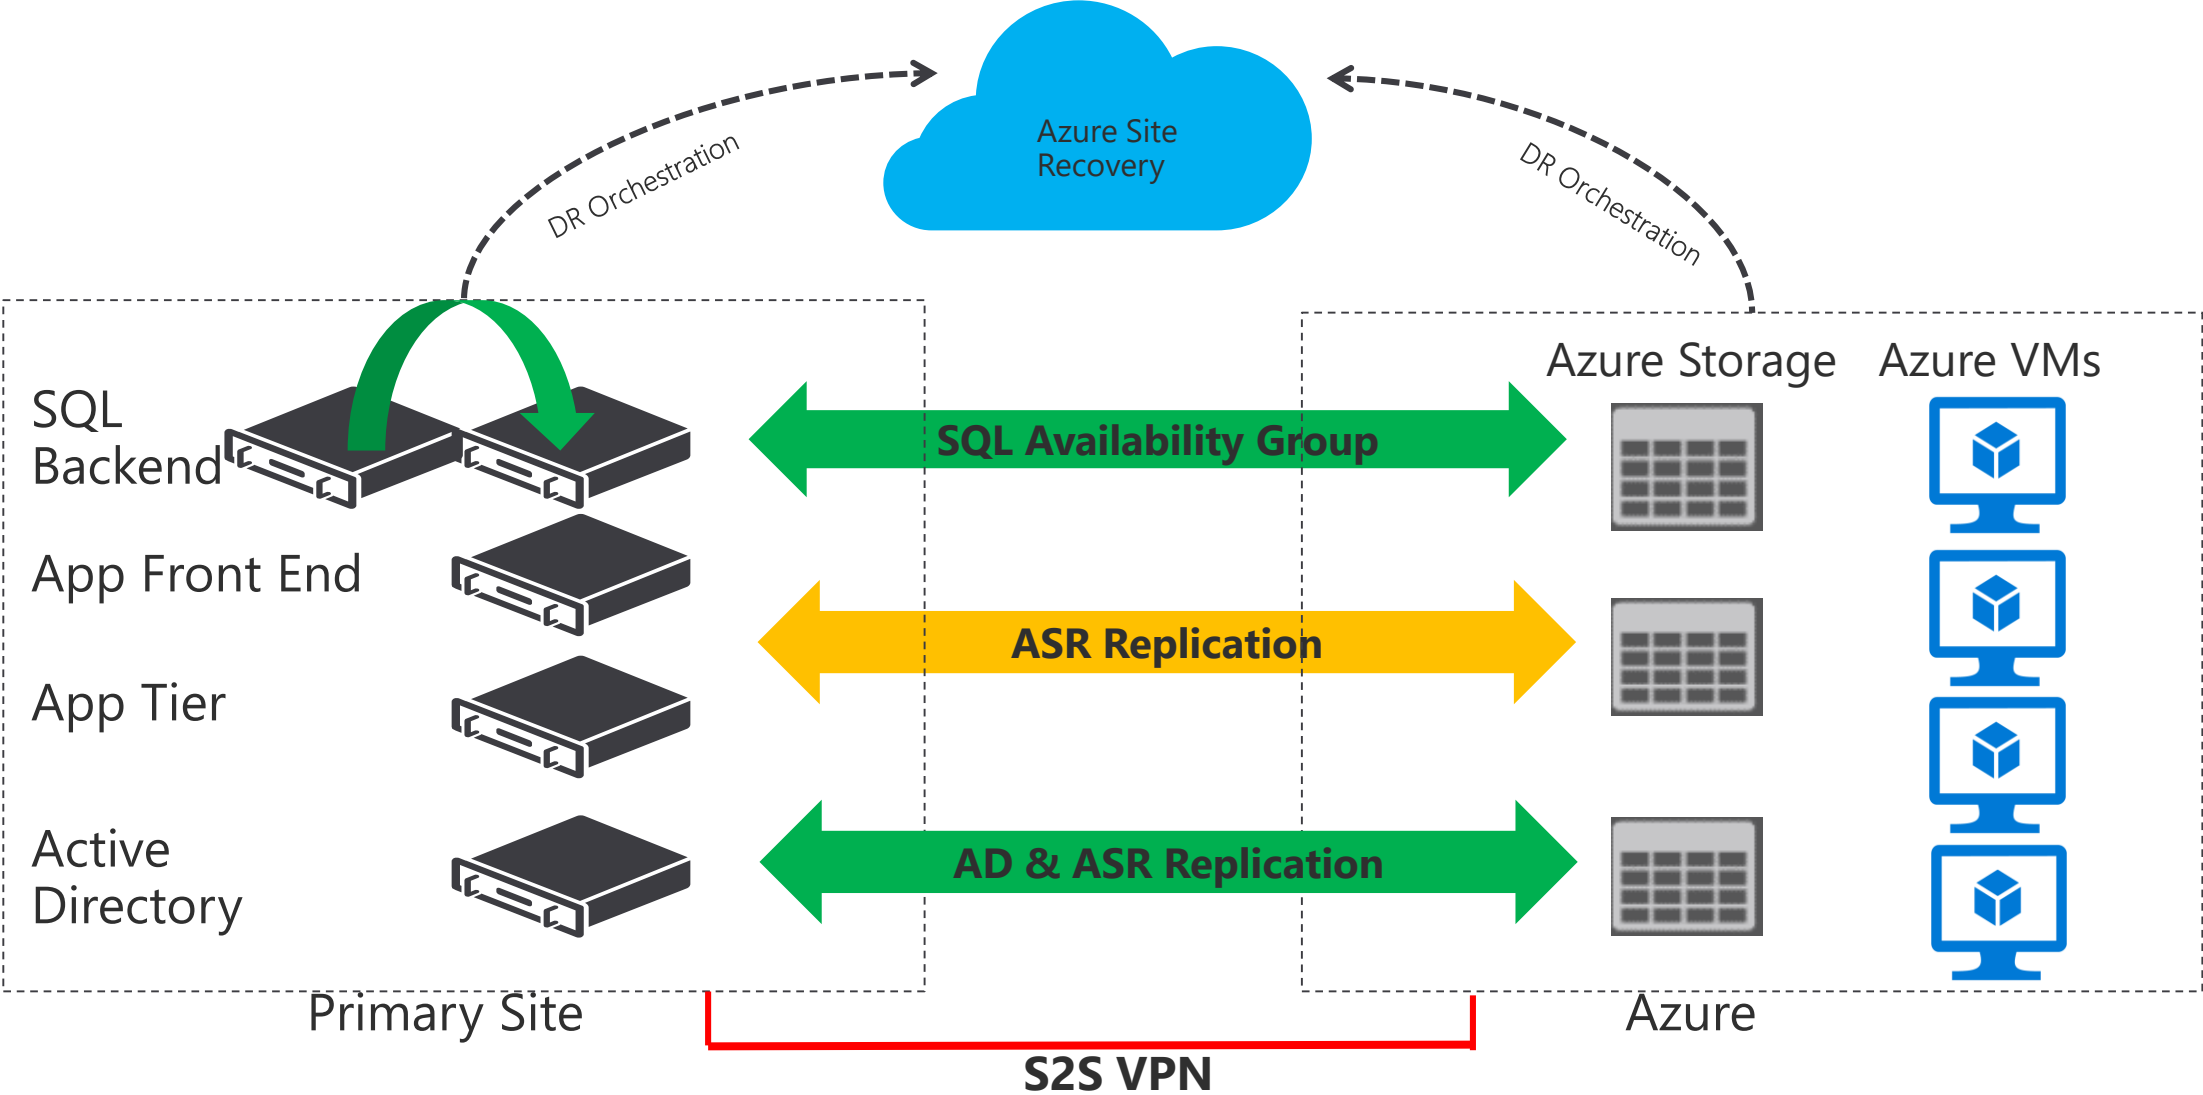 Azure Site
Recovery
DR Orchestration
DR Orchestration
Azure Storage
Azure VMs
SQL
Backend
SQL Availability Group
App Front End
ASR Replication
App Tier
Active
Directory
AD & ASR Replication
Primary Site
Azure
S2S VPN